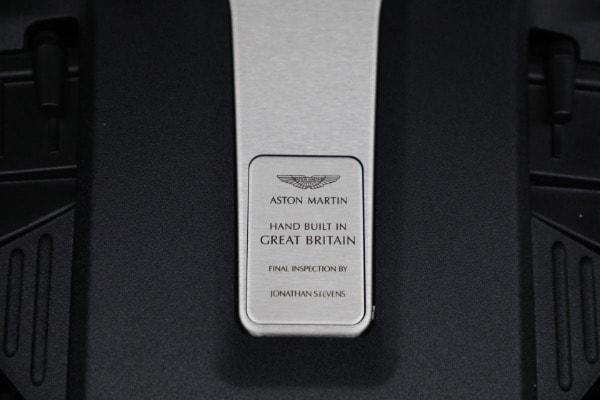 ASTON MARTIN
HAND BUILT IN
GREAT BRITAIN
FINAL INSPECTION BY
JONATHAN STEVENS